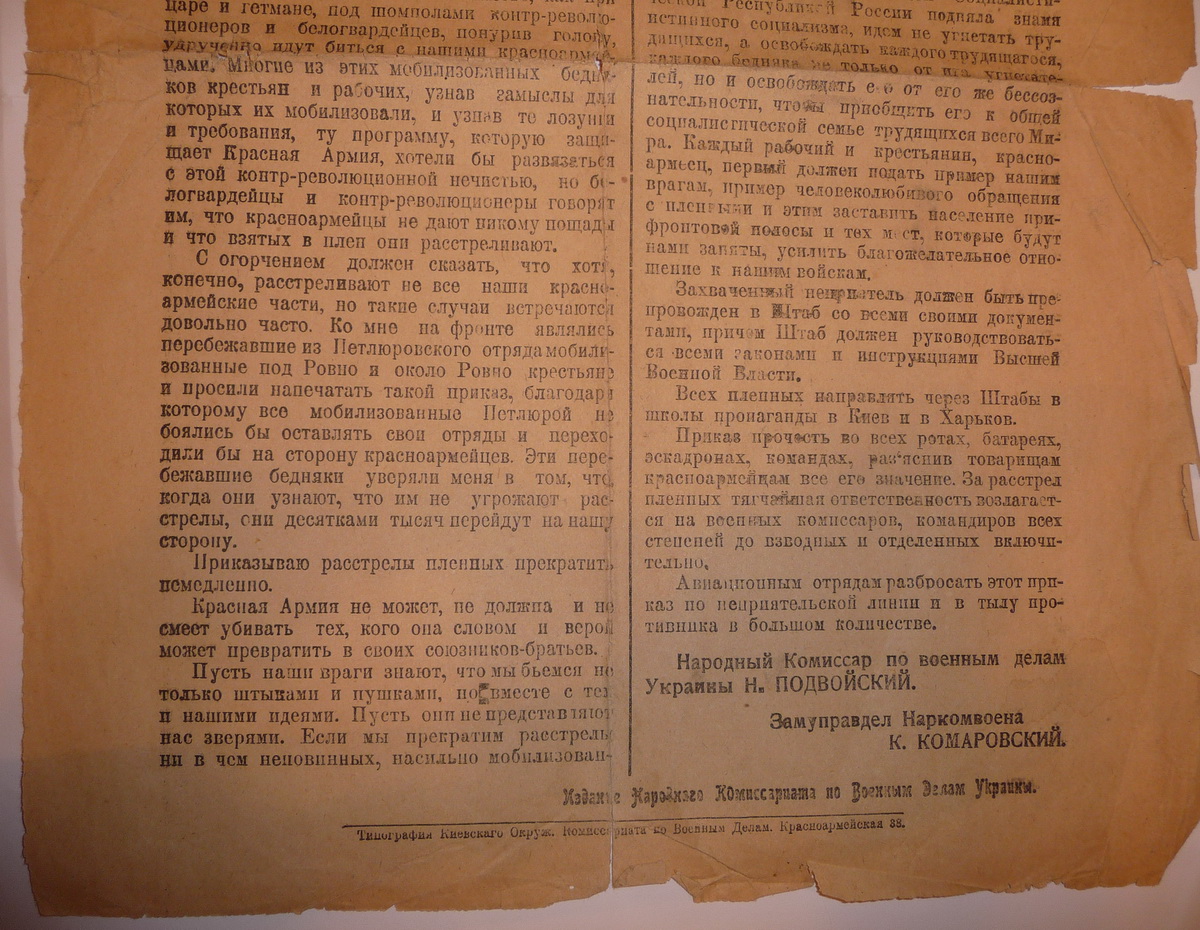 царе и гетмане, под шомполами контр-револю-
ционеров и белогвардейцев, понурив голову,
удрученно идут биться с нашими красноармей-
цами. Многие из этих мобилизованных бедня-
ков крестьян и рабочих, узнав замыслы для
которых их мобилизовали, и узнав те лозунги
и требования, ту программу, которую защи-
щает Красная Армия, хотели бы развязаться
с этой контр-революционной нечистью, но бе-
логвардейцы и контр-революционеры говорят
им, что красноармейцы не дают никому пощады
и что взятых в плен они расстреливают.
С огорчением должен сказать, что хотя,
конечно, расстреливают не все наши красно-
армейские части, но такие случаи встречаются
довольно часто. Ко мне на фронте являлись
перебежавшие из Петлюровского отряда мобили-
зованные под Ровно и около Ровно крестьяне
и просили напечатать такой приказ, благодаря
которому все мобилизованные Петлюрой не
боялись бы оставлять свои отряды и перехо-
дили бы на сторону красноармейцев. Эти пере-
бежавшие бедняки уверяли меня в том, что,
когда они узнают, что им не угрожают рас-
стрелы, они десятками тысяч перейдут на нашу
сторону.
Приказываю расстрелы пленных прекратить
немедленно.
Красная Армия не может, не должна и не
смеет убивать тех, кого она словом и верой
может превратить в своих союзников-братьев.
Пусть наши враги знают, что мы бьемся не
только штыками и пушками, но вместе с тем
и нашими идеями. Пусть они не представляют
нас зверями. Если мы прекратим расстрелы
ни в чем неповинных, насильно мобилизован-
ческой Республикой России подняла знамя
истивного социализма, идем не угнетать тру-
дящихся, а освобождать каждого трудящагося,
каждого бедняка не только от ига угнетате-
лей, но и освобождать его от его же бессоз-
нательности, чтобы приобщить его к общей
социалистической семье трудящихся всего Ми-
ра. Каждый рабочий и крестьянин, красно-
армеец, первый должен подать пример нашим
врагам, пример человеколюбивого обращения
с пленными и этим заставить население при-
фронтовой полосы и тех мест, которые будут
нами заняты, усилить благожелательное отно-
шение к нашим войскам.
Захваченный неприятель должен быть пре-
провожден в Штаб со всеми своими докумен-
тами, причем Штаб должен руководствовать-
ся всеми законами и инструкциями Высшей
Военной Власти.
Всех пленных направлять через Штабы в
школы пропаганды в Киев и в Харьков.
Приказ прочесть во всех ротах, батареях,
эскадронах, командах, раз'яснив товарищам
красноармейцам все его значение. За расстрел
пленных тягчайшая ответственность возлагает-
ся на военных комиссаров, командиров всех
степеней до взводных и отделенных включи-
тельно.
Авиационным отрядам разбросать этот при-
каз по неприятельской линии и в тылу про-
тивника в большом количестве.
Народный Комиссар по военным делам
Украины Н. ПОДВОЙСКИЙ.
Замуправдел Наркомвоена
К. КОМАРОВСКИЙ.
Издание Народнаго Комиссариата по Военным Делам Украины.
Типография Киевскаго Окруж. Комиссариата по Военным Делам. Красноармейская 38.